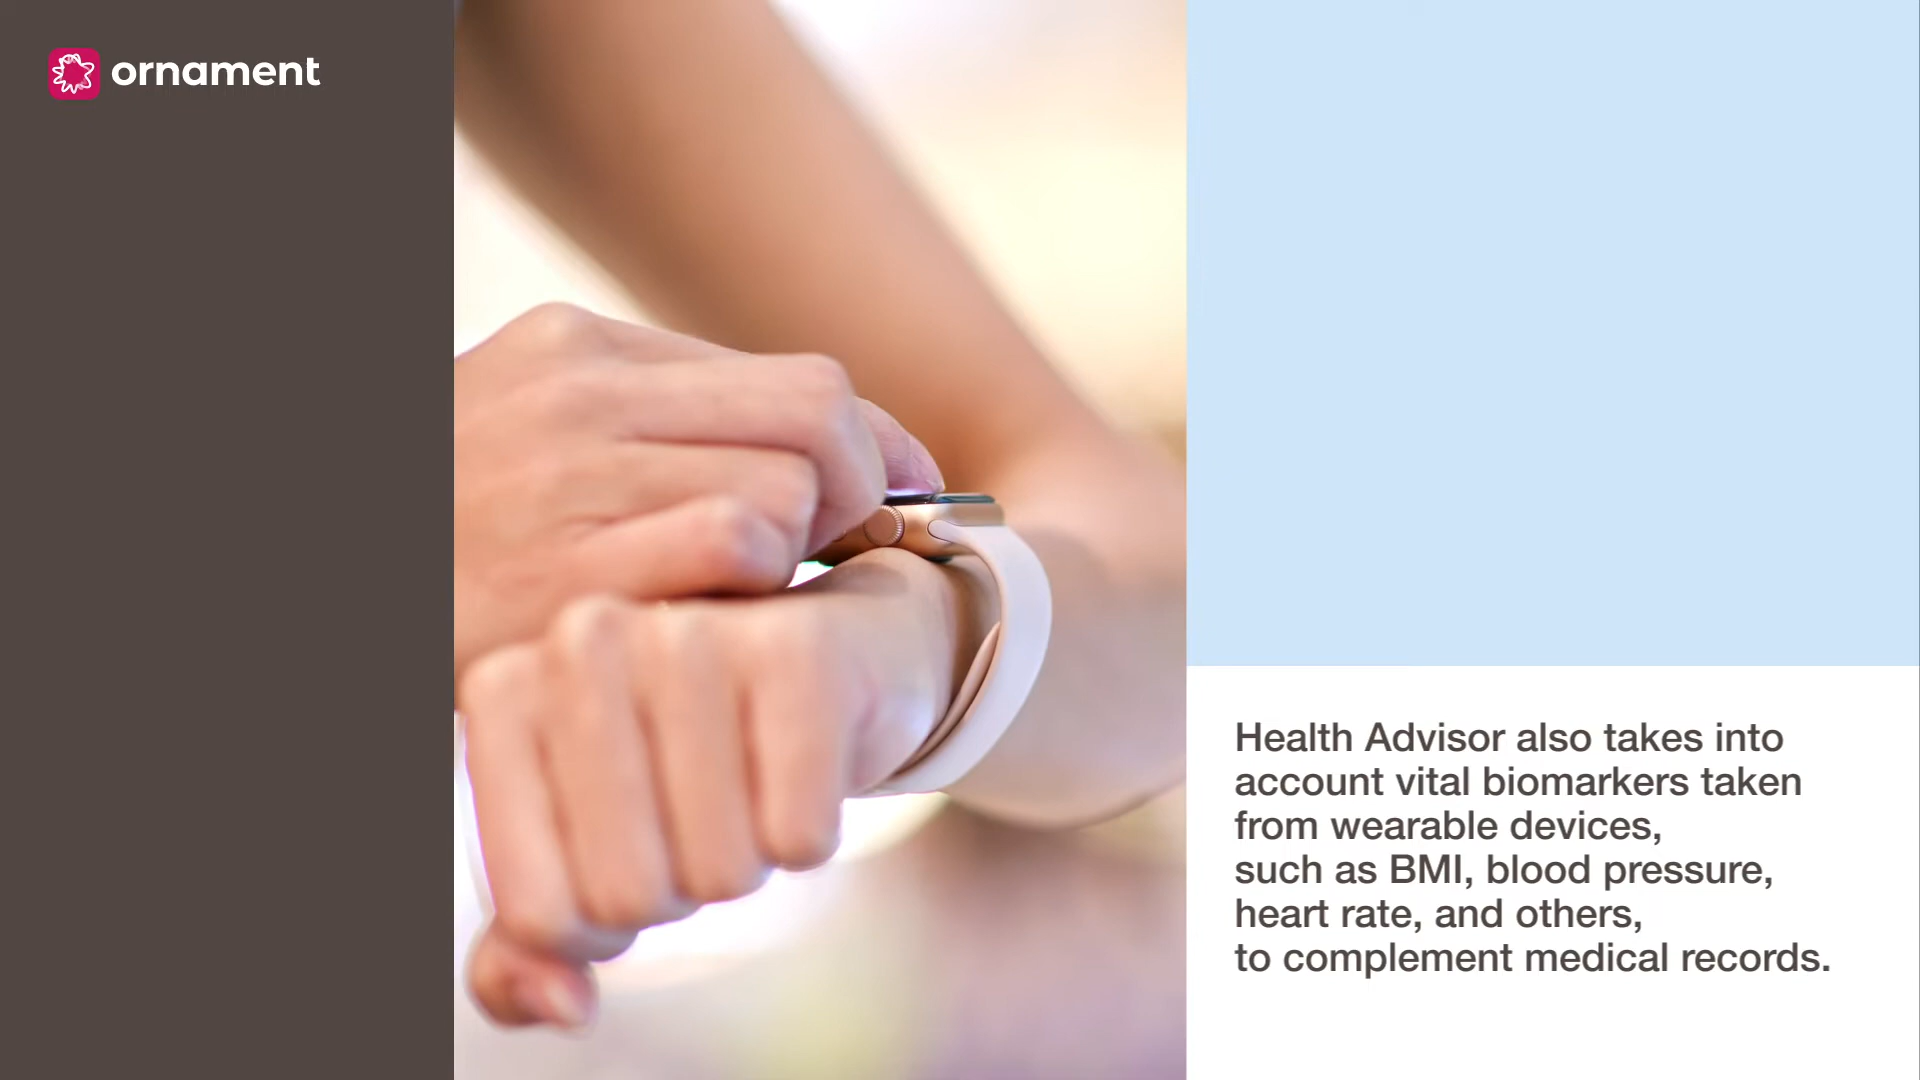 ornament
Health Advisor also takes into
account vital biomarkers taken
from wearable devices,
such as BMI, blood pressure,
heart rate, and others,
to complement medical records.